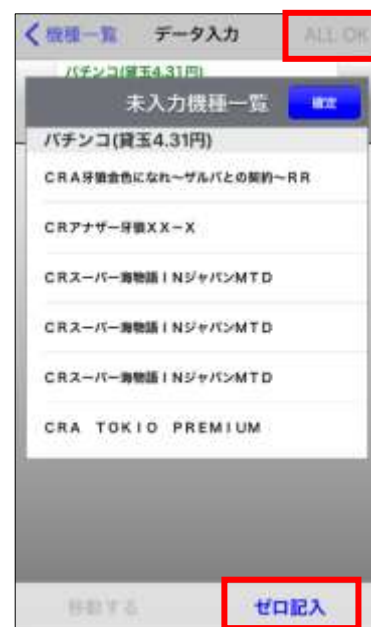 機種一覧 データ入力 ALL OK
パチンコ(貸玉4.31円)
未入力機種一覧 確定
パチンコ(貸玉4.31円)
ＣＲＡ牙狼金色になれ～ザルバとの契約～ＲＲ
ＣＲアナザー牙狼ＸＸ－Ｘ
ＣＲスーパー海物語ＩＮジャパンＭＴＤ
ＣＲスーパー海物語ＩＮジャパンＭＴＤ
ＣＲスーパー海物語ＩＮジャパンＭＴＤ
ＣＲＡ　ＴＯＫＩＯ　ＰＲＥＭＩＵＭ
移動する ゼロ記入